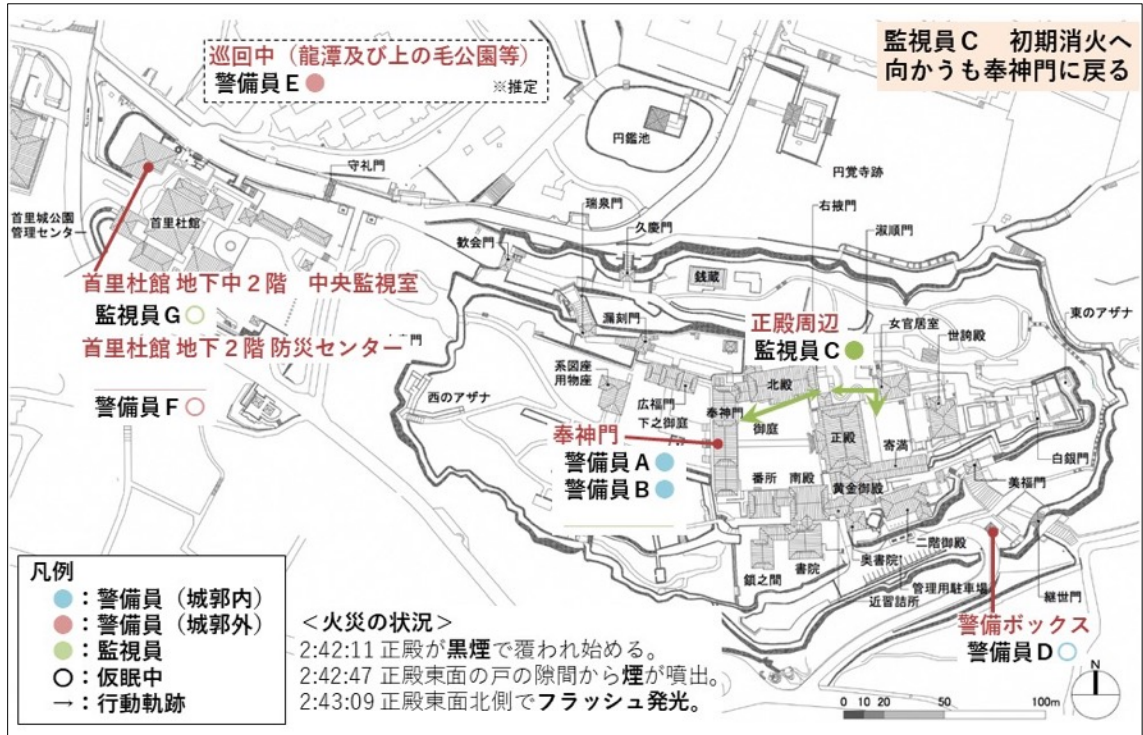 巡回中（龍潭及び上の毛公園等）
警備員E
※推定
監視員C 初期消火へ
向かうも奉神門に戻る
円鑑池
円覚寺跡
守礼門
瑞泉門
右掖門
首里城公園
管理センター
首里杜館
歓会門
久慶門
淑順門
銭蔵
首里杜館 地下中２階 中央監視室
監視員G
漏刻門
正殿周辺
監視員C
女官居室
世誇殿
東のアザナ
首里杜館 地下２階 防災センター
門
系図座
用物座
北殿
西のアザナ
警備員F
広福門
奉神門
下之御庭
御庭
正殿
寄満
奉神門
白銀門
警備員A
警備員B
番所
南殿
黄金御殿
美福門
二階御殿
奥書院
鎖之間
書院
管理用駐車場
近習詰所
継世門
警備ボックス
警備員D
凡例
：警備員（城郭内）
：警備員（城郭外）
：監視員
：仮眠中
→：行動軌跡
＜火災の状況＞
2:42:11 正殿が黒煙で覆われ始める。
2:42:47 正殿東面の戸の隙間から煙が噴出。
2:43:09 正殿東面北側でフラッシュ発光。
N
0 10 20 50 100m